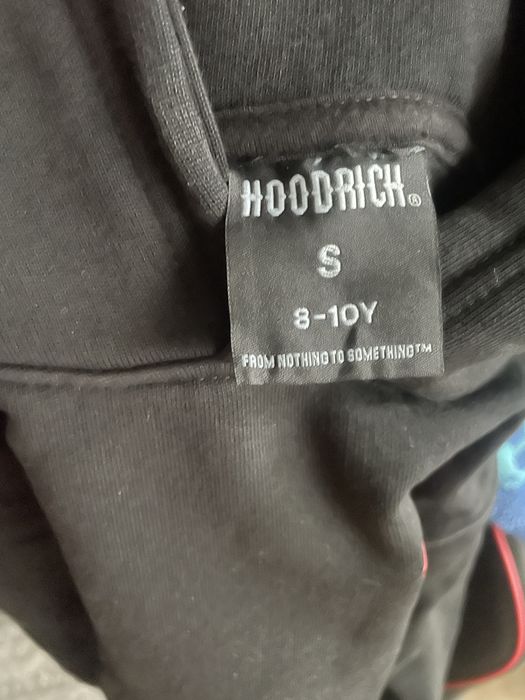 HOODRICH®
S
8-10Y
FROM NOTHING TO SOMETHING™